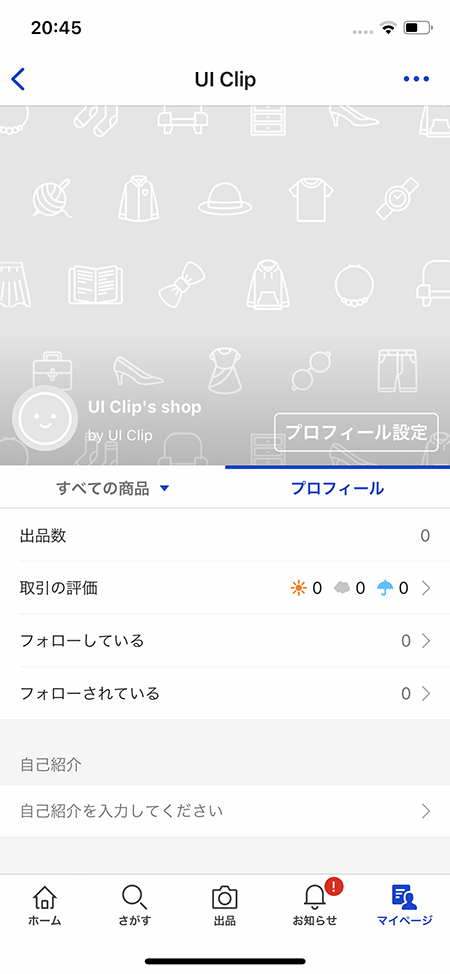 20:45
UI Clip
UI Clip's shop
by UI Clip
プロフィール設定
すべての商品
プロフィール
出品数 0
取引の評価 0 0 0
フォローしている 0
フォローされている 0
自己紹介
自己紹介を入力してください
!
ホーム さがす 出品 お知らせ マイページ